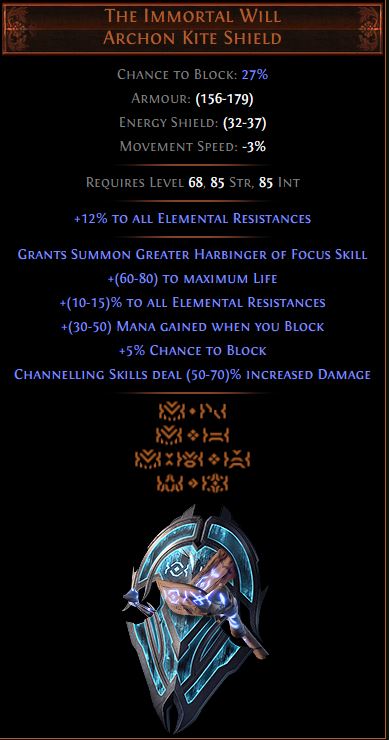 The Immortal Will
Archon Kite Shield
Chance to Block: 27%
Armour: (156-179)
Energy Shield: (32-37)
Movement Speed: -3%
Requires Level 68, 85 Str, 85 Int
+12% to all Elemental Resistances
Grants Summon Greater Harbinger of Focus Skill
+(60-80) to maximum Life
+(10-15)% to all Elemental Resistances
+(30-50) Mana gained when you Block
+5% Chance to Block
Channelling Skills deal (50-70)% increased Damage